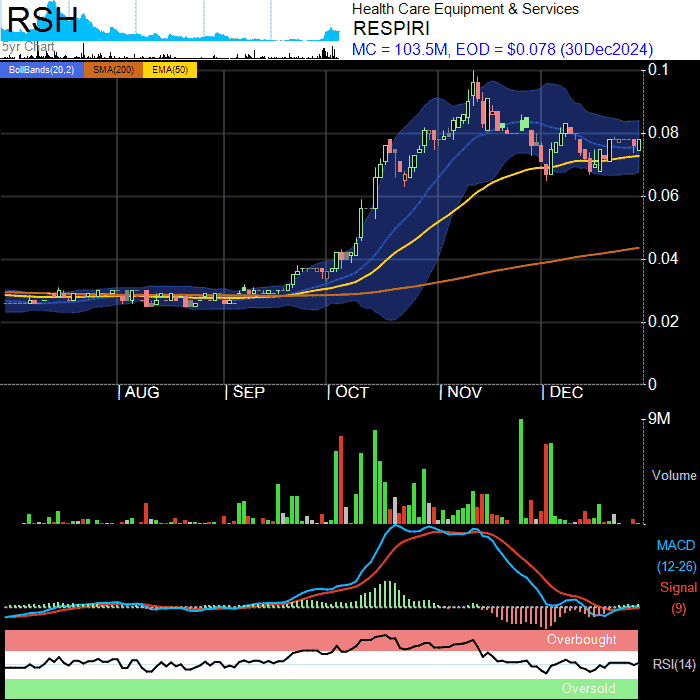 RSH
5yr Chart
Health Care Equipment & Services
RESPIRI
MC = 103.5M, EOD = $0.078 (30Dec2024)
BollBands(20,2) SMA(200) EMA(50)
0.1
0.08
0.06
0.04
0.02
0
AUG SEP OCT NOV DEC
9M
Volume
MACD
(12-26)
Signal
(9)
Overbought
RSI(14)
Oversold